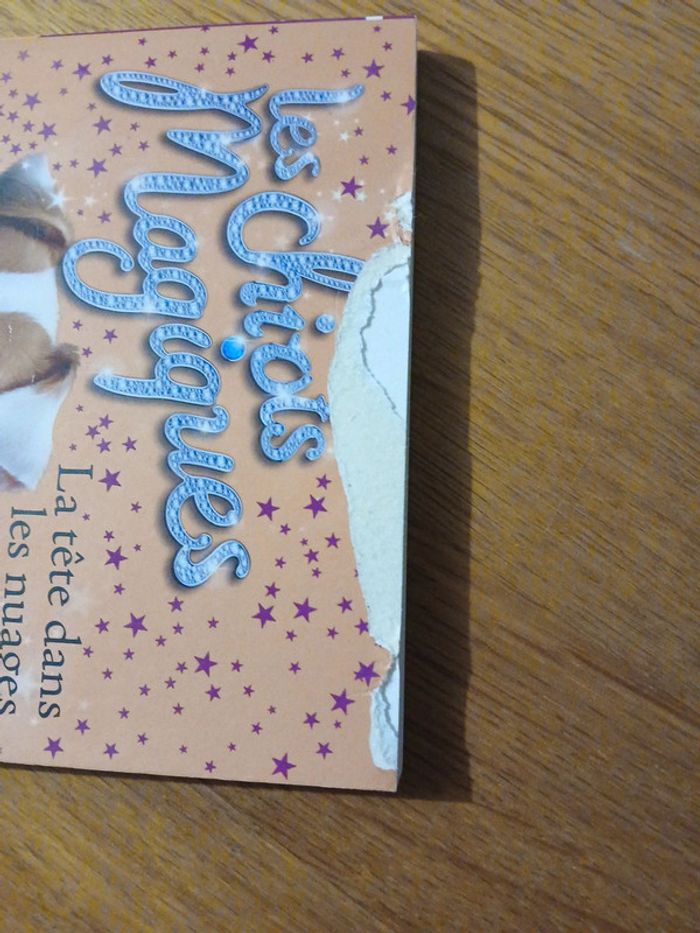 Les
Chiots
Magiques
La tête dans
les nuages